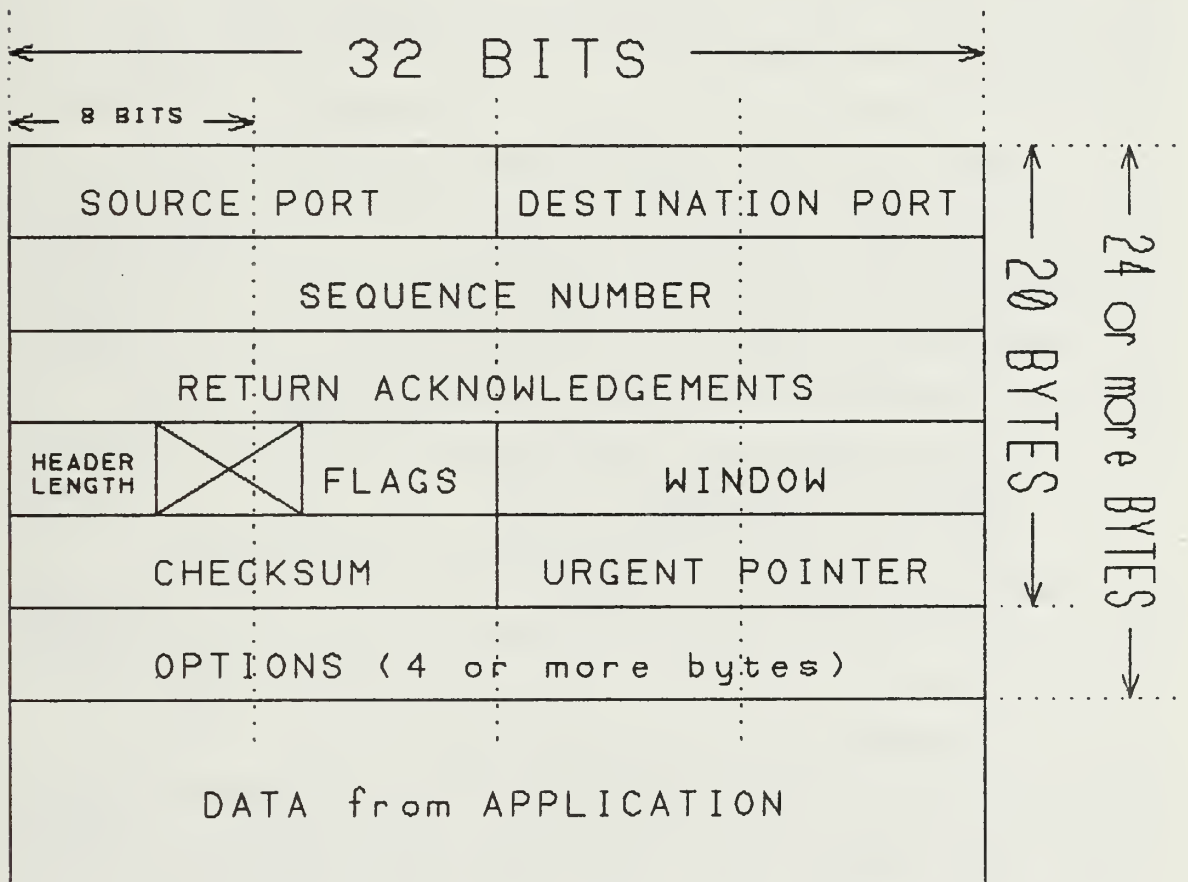 32 BITS
8 BITS
SOURCE PORT
DESTINATION PORT
SEQUENCE NUMBER
RETURN ACKNOWLEDGEMENTS
HEADER
LENGTH
FLAGS
WINDOW
CHECKSUM
URGENT POINTER
OPTIONS (4 or more bytes)
DATA from APPLICATION
20 BYTES
24 or more BYTES